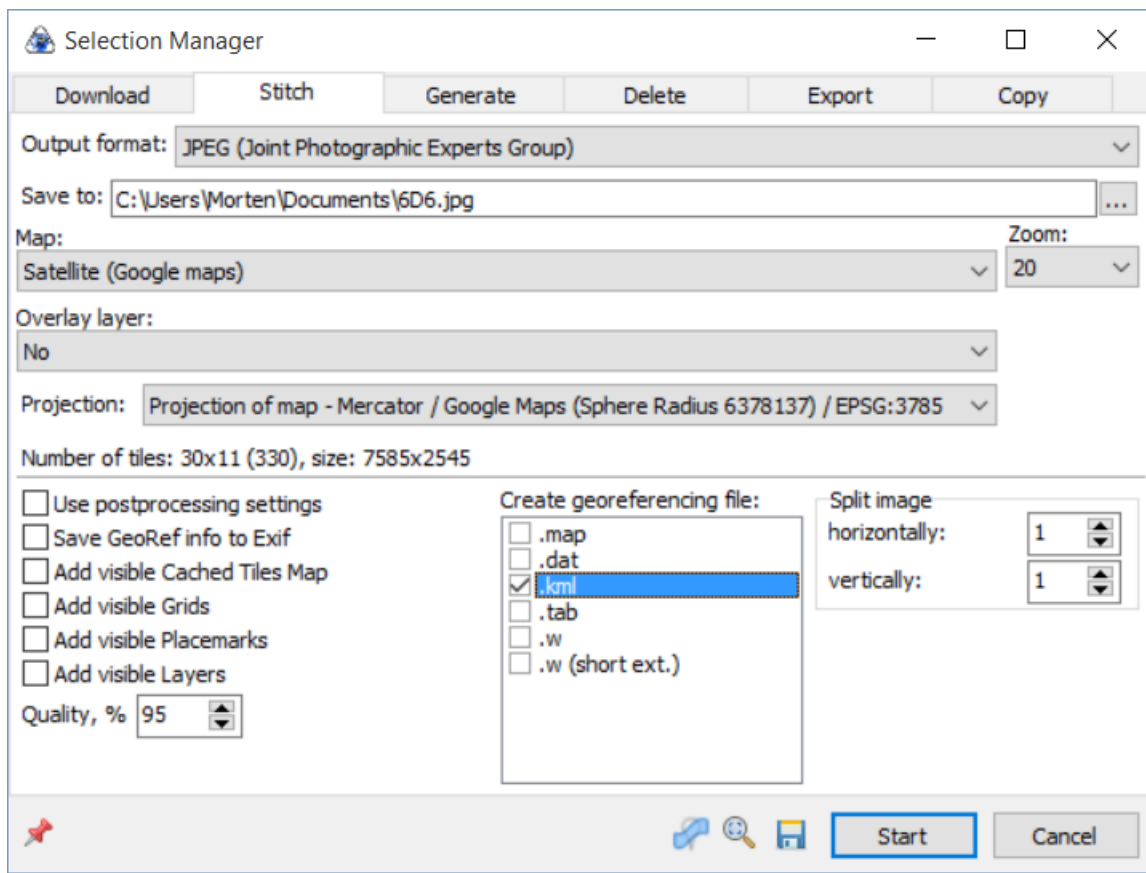 Selection Manager
Download Stitch Generate Delete Export Copy
Output format: JPEG (Joint Photographic Experts Group)
Save to: C:\Users\Morten\Documents\6D6.jpg ...
Map: Zoom:
Satellite (Google maps) 20
Overlay layer:
No
Projection: Projection of map - Mercator / Google Maps (Sphere Radius 6378137) / EPSG:3785
Number of tiles: 30x11 (330), size: 7585x2545
Use postprocessing settings
Save GeoRef info to Exif
Add visible Cached Tiles Map
Add visible Grids
Add visible Placemarks
Add visible Layers
Quality, % 95
Create georeferencing file:
.map
.dat
.kml
.tab
.w
.w (short ext.)
Split image
horizontally: 1
vertically: 1
Start Cancel